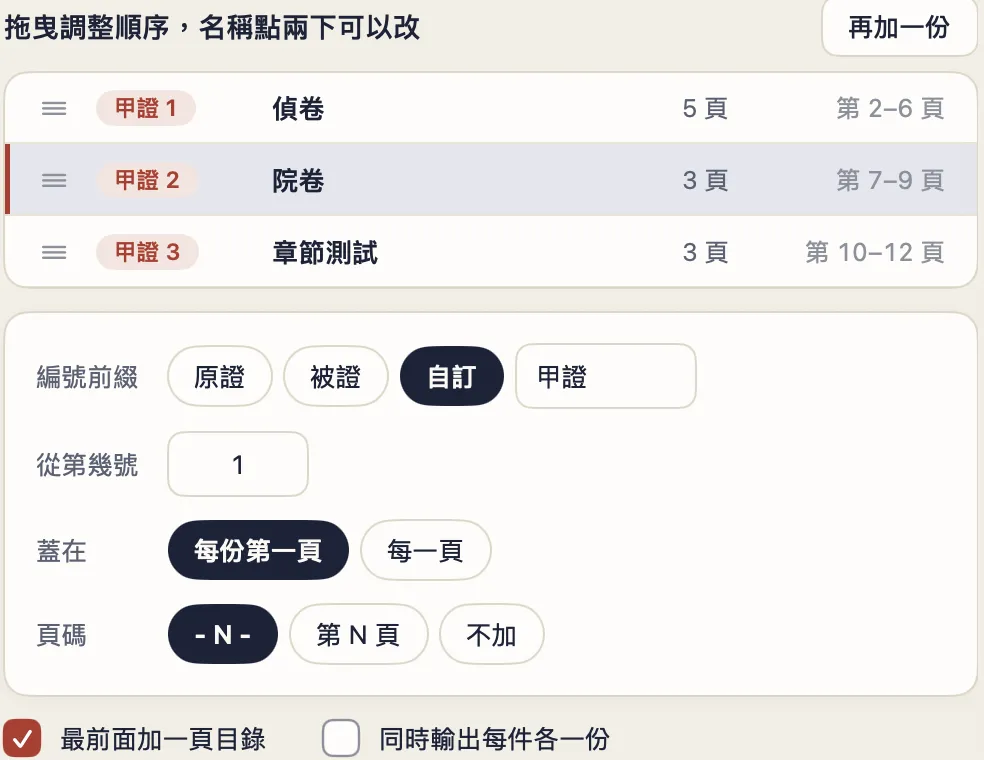 拖曳調整順序，名稱點兩下可以改
再加一份
甲證 1 偵卷 5 頁 第 2–6 頁
甲證 2 院卷 3 頁 第 7–9 頁
甲證 3 章節測試 3 頁 第 10–12 頁
編號前綴 原證 被證 自訂 甲證
從第幾號 1
蓋在 每份第一頁 每一頁
頁碼 - N - 第 N 頁 不加
最前面加一頁目錄 同時輸出每件各一份